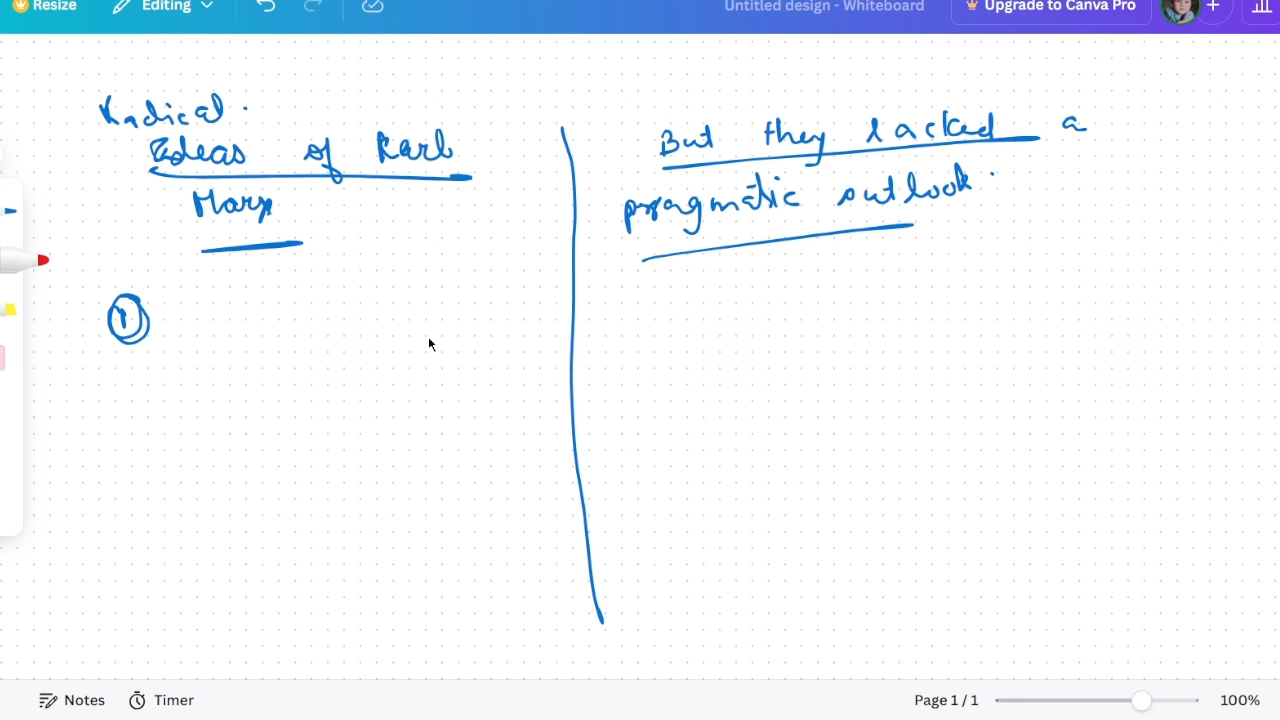 Resize
Editing
Untitled design - Whiteboard
Upgrade to Canva Pro
Radical.
Ideas of Karl
Marx
1
But they lacked a
pragmatic outlook.
Notes
Timer
Page 1 / 1
100%